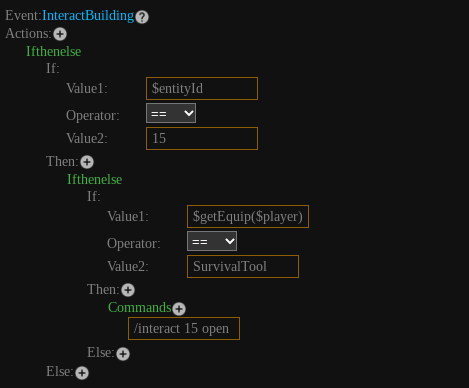 Event:InteractBuilding?
Actions:+
Ifthenelse
If:
Value1: $entityId
Operator: ==
Value2: 15
Then:+
Ifthenelse
If:
Value1: $getEquip($player)
Operator: ==
Value2: SurvivalTool
Then:+
Commands+
/interact 15 open
Else:+
Else:+